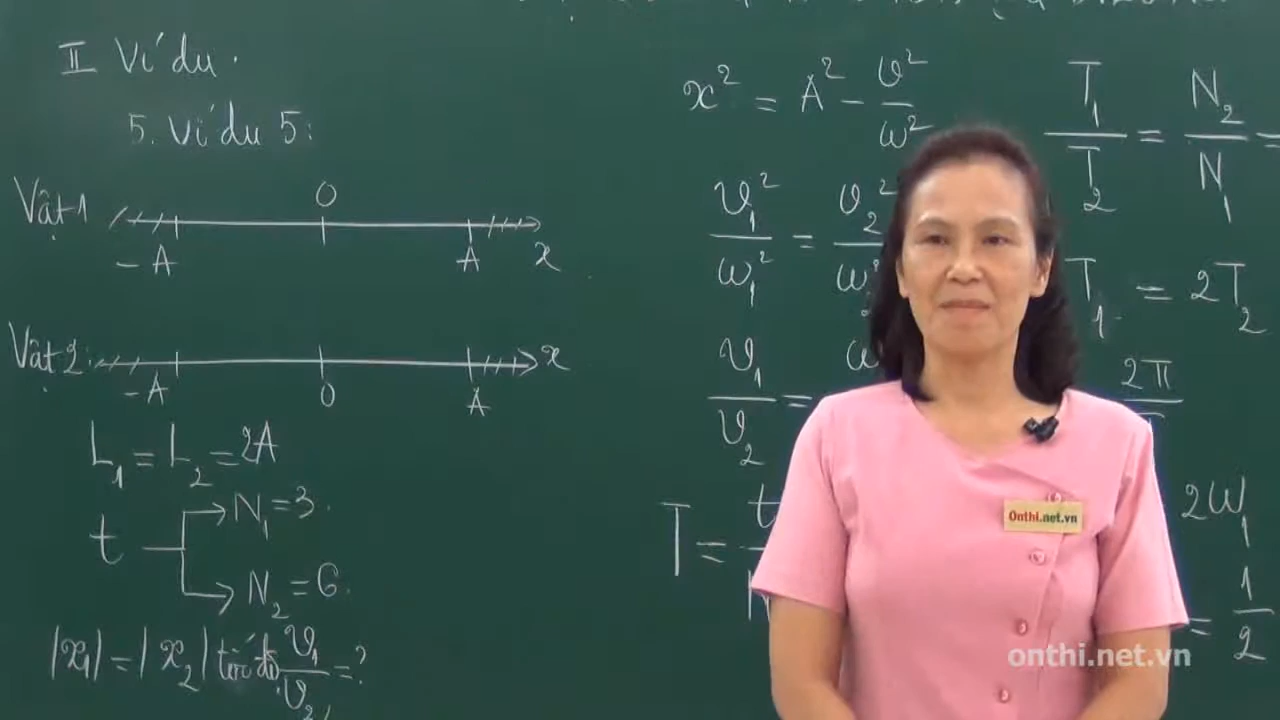 II Ví dụ.
5. Ví dụ 5:
Vật 1
O
-A A x
Vật 2: x
-A O A
L₁ = L₂ = 2A
t → N₁ = 3.
→ N₂ = 6.
|x₁| = |x₂| tốc độ v₁/v₂ = ?
x² = A² - v²/ω²
v₁²/ω₁² = v₂²/ω₂²
v₁/v₂ = ω
T = t/N
T₁/T₂ = N₂/N₁ =
T₁ = 2T₂
2π
2ω₁
= 1/2
Onthi.net.vn
onthi.net.vn